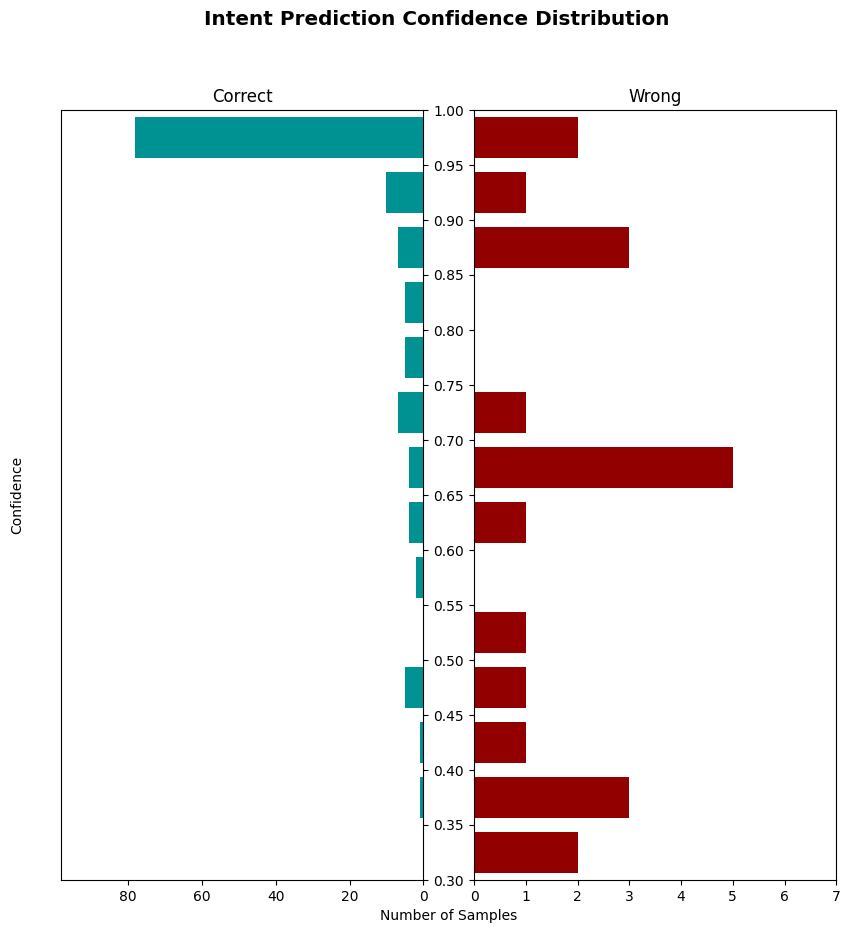 Intent Prediction Confidence Distribution
Correct
Wrong
1.00
0.95
0.90
0.85
0.80
0.75
0.70
0.65
0.60
0.55
0.50
0.45
0.40
0.35
0.30
Confidence
80 60 40 20 0
0 1 2 3 4 5 6 7
Number of Samples